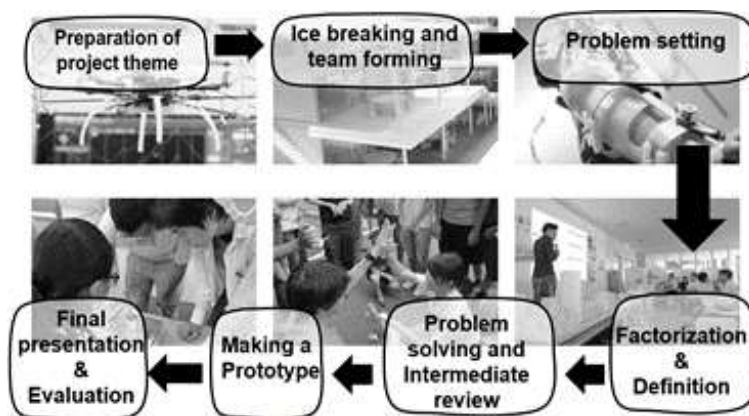 Preparation of
project theme
Ice breaking and
team forming
Problem setting
Factorization
&
Definition
Problem
solving and
Intermediate
review
Making a
Prototype
Final
presentation
&
Evaluation